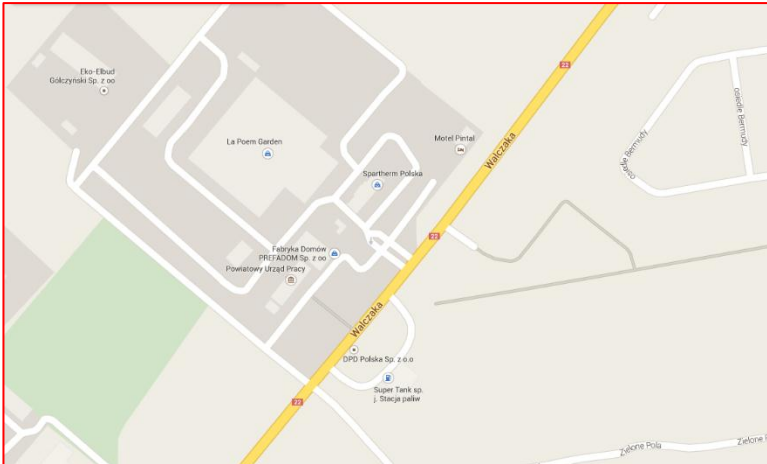 22
Eko-Elbud
Gólczyński Sp. z oo
osiedle Bermudy
osiedle Bermudy
La Poem Garden
Motel Pintal
Walczaka
Spartherm Polska
22
Fabryka Domów
PREFADOM Sp. z oo
Powiatowy Urząd Pracy
Walczaka
DPD Polska Sp. z o.o
Super Tank sp.
j. Stacja paliw
22
Zielone Pola
Zielone